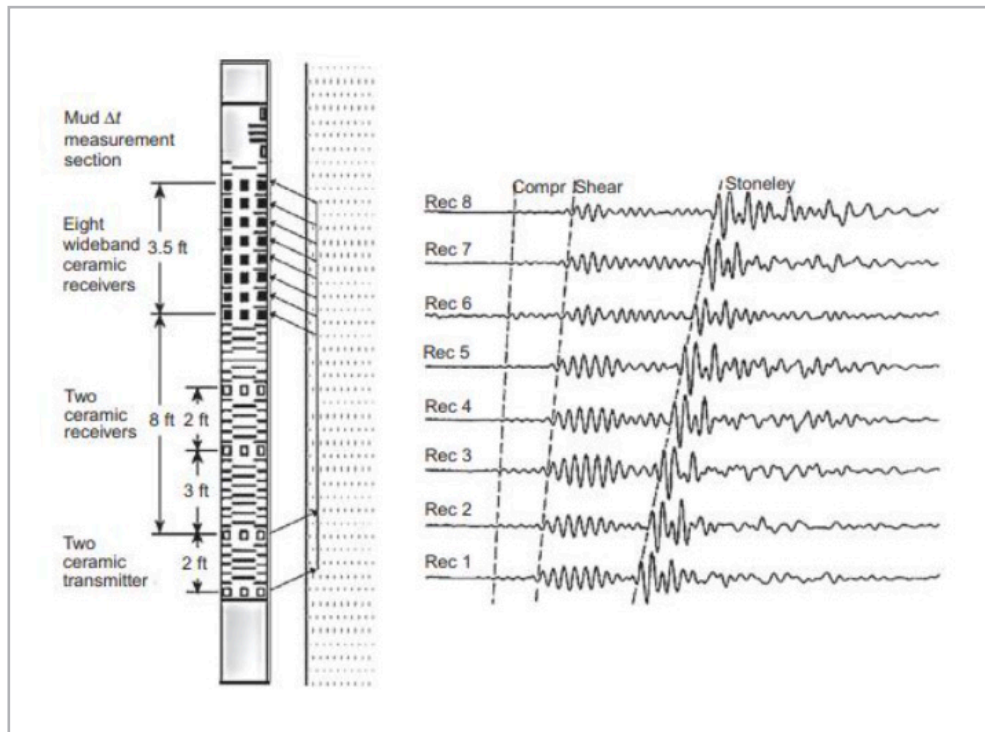 Mud Δt
measurement
section
Eight
wideband
ceramic
receivers
3.5 ft
Two
ceramic
receivers
8 ft
2 ft
3 ft
Two
ceramic
transmitter
2 ft
Compr Shear Stoneley
Rec 8
Rec 7
Rec 6
Rec 5
Rec 4
Rec 3
Rec 2
Rec 1